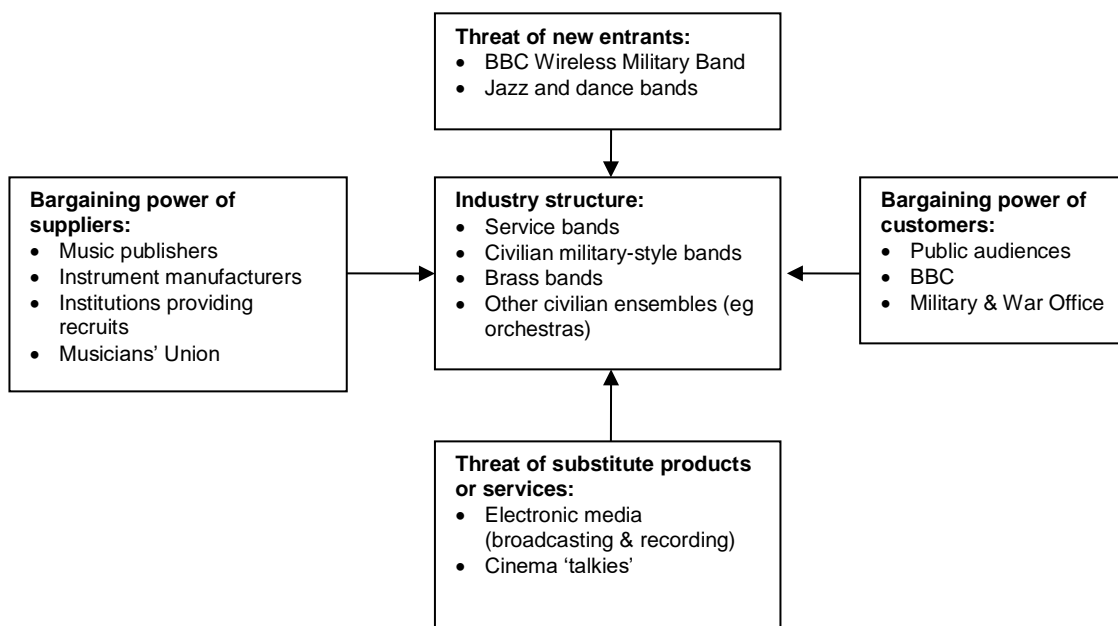 Threat of new entrants:
• BBC Wireless Military Band
• Jazz and dance bands
Bargaining power of
suppliers:
• Music publishers
• Instrument manufacturers
• Institutions providing
recruits
• Musicians’ Union
Industry structure:
• Service bands
• Civilian military-style bands
• Brass bands
• Other civilian ensembles (eg
orchestras)
Bargaining power of
customers:
• Public audiences
• BBC
• Military & War Office
Threat of substitute products
or services:
• Electronic media
(broadcasting & recording)
• Cinema ‘talkies’